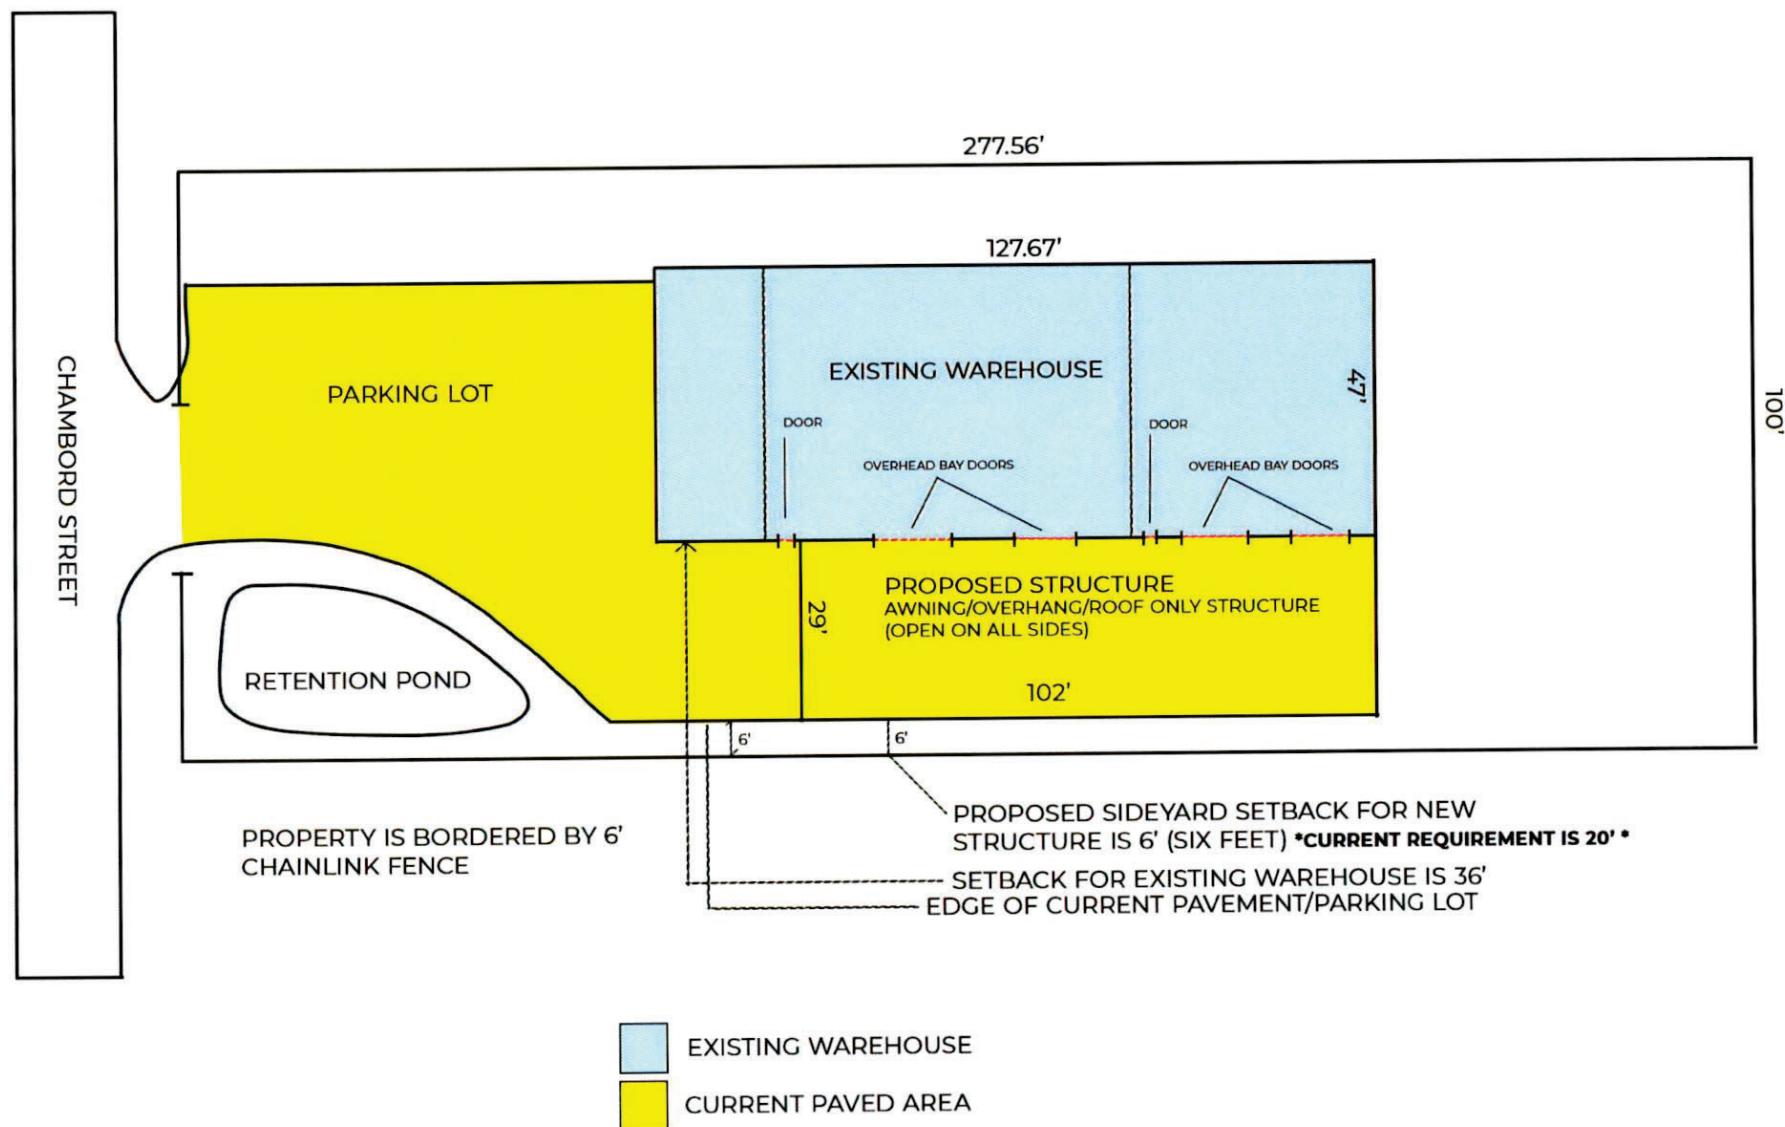 277.56'
127.67'
EXISTING WAREHOUSE
47'
100'
PARKING LOT
CHAMBORD STREET
DOOR
DOOR
OVERHEAD BAY DOORS
OVERHEAD BAY DOORS
PROPOSED STRUCTURE
AWNING/OVERHANG/ROOF ONLY STRUCTURE
(OPEN ON ALL SIDES)
29'
102'
RETENTION POND
6'
6'
PROPOSED SIDEYARD SETBACK FOR NEW
STRUCTURE IS 6' (SIX FEET) *CURRENT REQUIREMENT IS 20' *
PROPERTY IS BORDERED BY 6'
CHAINLINK FENCE
SETBACK FOR EXISTING WAREHOUSE IS 36'
EDGE OF CURRENT PAVEMENT/PARKING LOT
EXISTING WAREHOUSE
CURRENT PAVED AREA